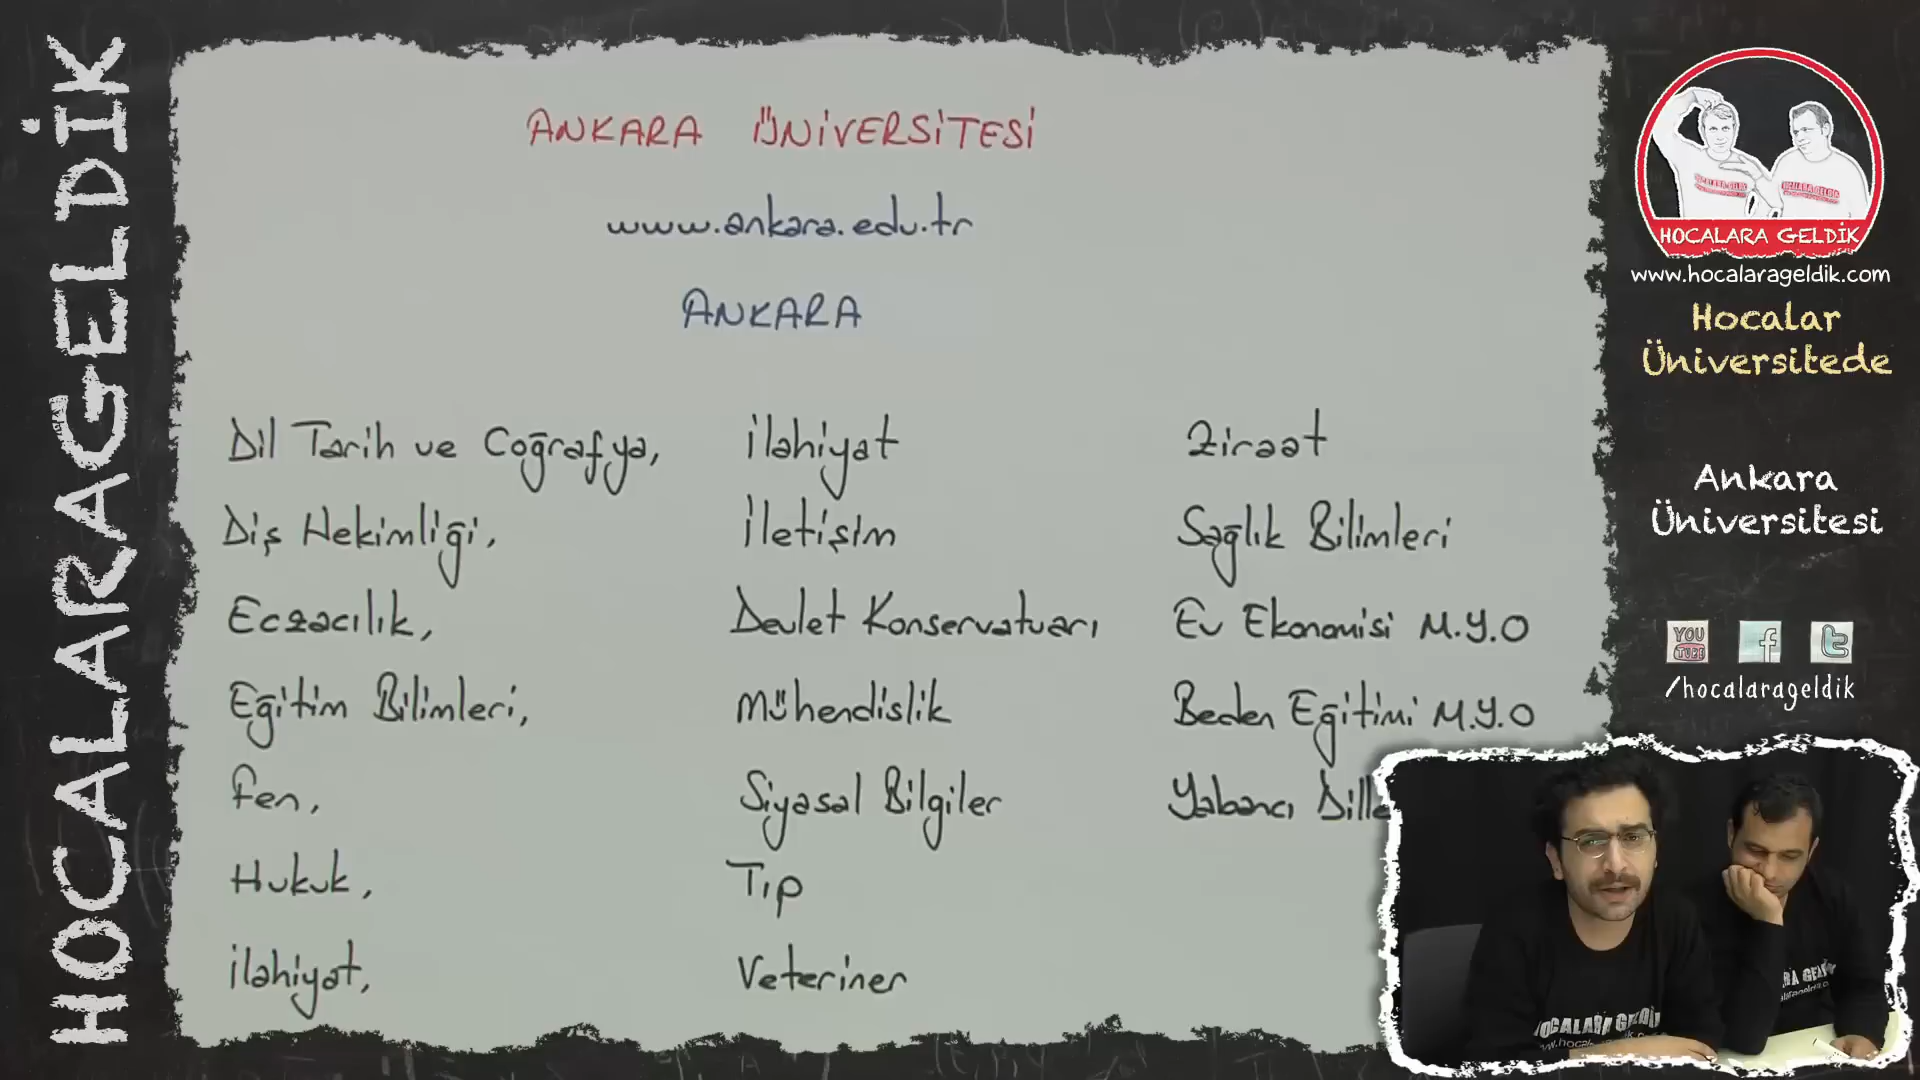 HOCALARAGELDİK
ANKARA ÜNİVERSİTESİ
www.ankara.edu.tr
ANKARA
Dil Tarih ve Coğrafya,
Diş Hekimliği,
Eczacılık,
Eğitim Bilimleri,
Fen,
Hukuk,
ilahiyat,
ilahiyat
iletişim
Devlet Konservatuarı
Mühendislik
Siyasal Bilgiler
Tıp
Veteriner
Ziraat
Sağlık Bilimleri
Ev Ekonomisi M.Y.O
Beden Eğitimi M.Y.O
Yabancı
HOCALARA GELDİK
www.hocalarageldik.com
Hocalar
Üniversitede
Ankara
Üniversitesi
YOU
TUBE
f
t
/hocalarageldik
HOCALARA GELDİK